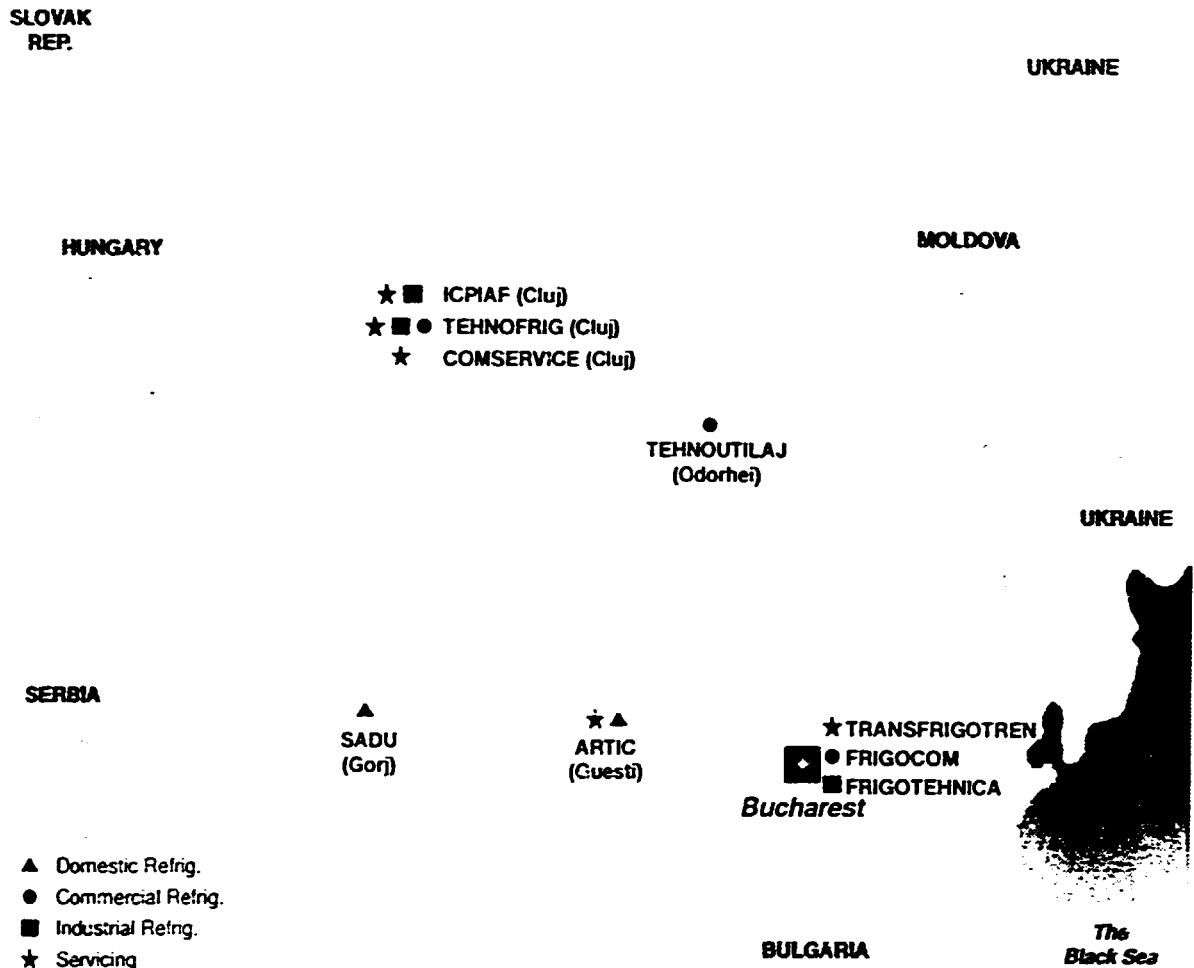 SLOVAK
REP.
UKRAINE
HUNGARY
MOLDOVA
ICPIAF (Cluj)
TEHNOFRIG (Cluj)
COMSERVICE (Cluj)
TEHNOUTILAJ
(Odorhei)
UKRAINE
SERBIA
SADU
(Gorj)
ARTIC
(Guesti)
TRANSFRIGOTREN
FRIGOCOM
FRIGOTEHNICA
Bucharest
Domestic Refrig.
Commercial Refrig.
Industrial Refrig.
Servicing
BULGARIA
The
Black Sea